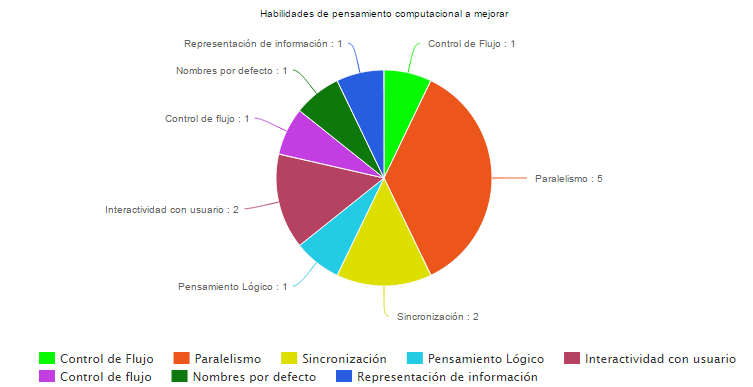 Habilidades de pensamiento computacional a mejorar
Representación de información : 1
Control de Flujo : 1
Nombres por defecto : 1
Control de flujo : 1
Paralelismo : 5
Interactividad con usuario : 2
Pensamiento Lógico : 1
Sincronización : 2
Control de Flujo Paralelismo Sincronización Pensamiento Lógico Interactividad con usuario
Control de flujo Nombres por defecto Representación de información